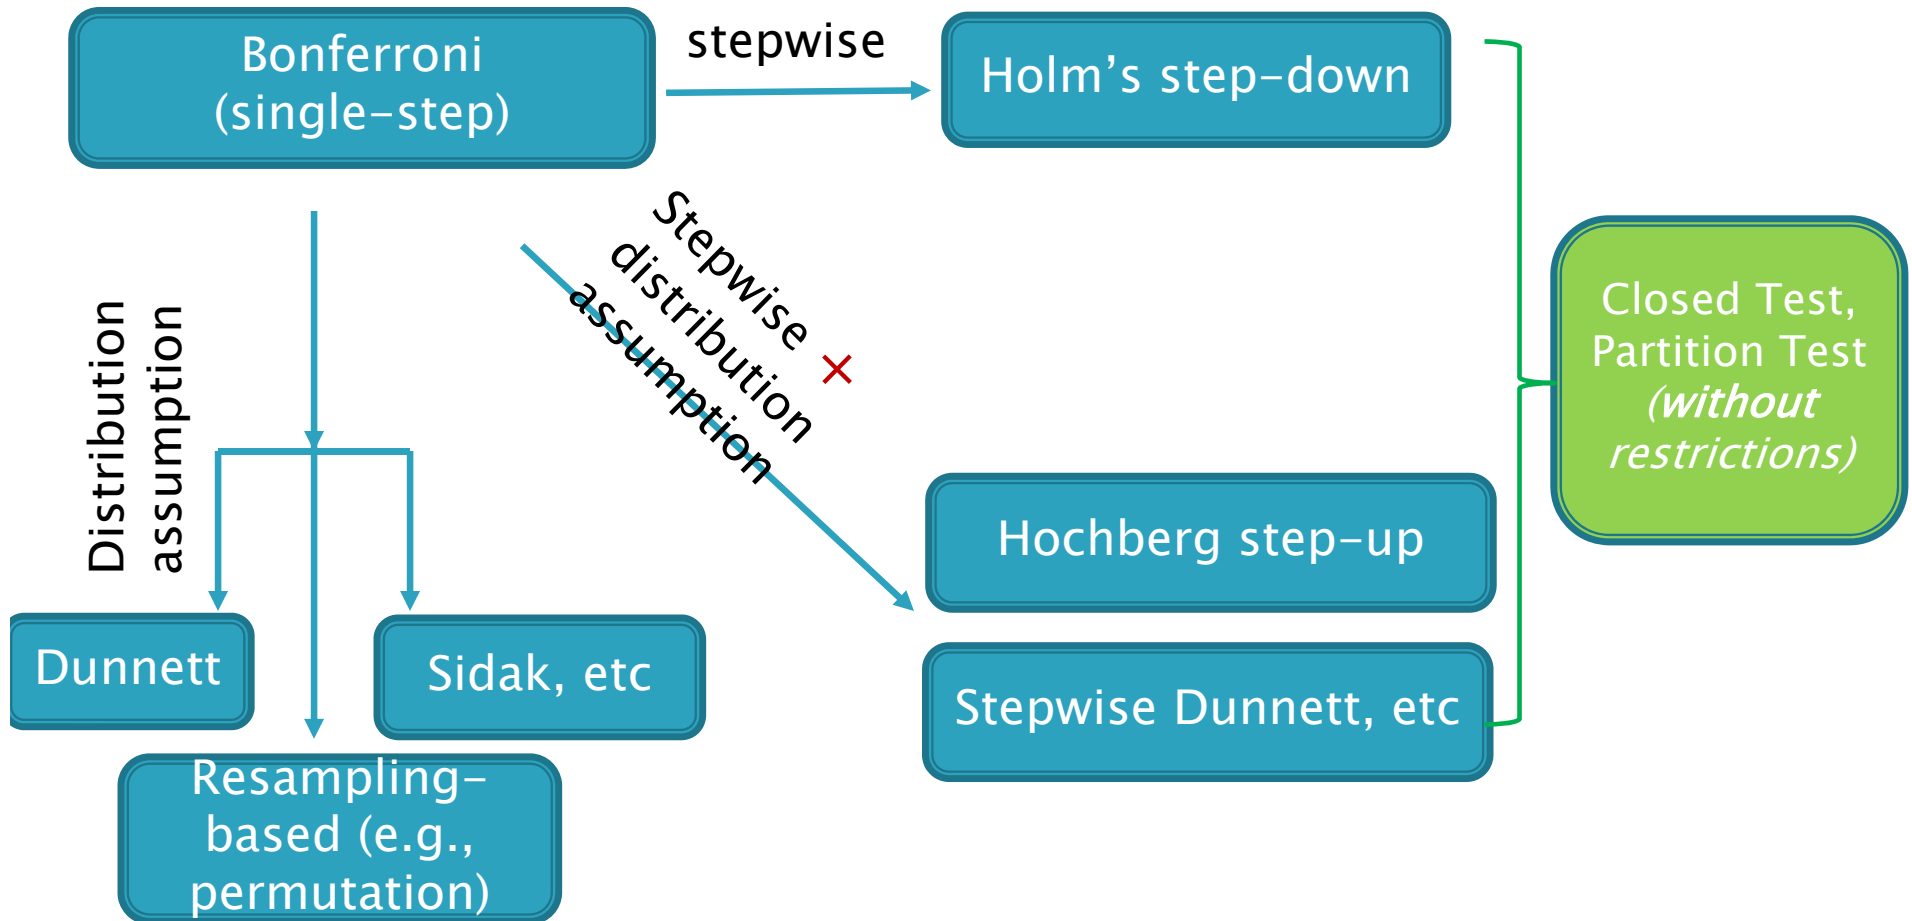 Bonferroni
(single-step)
stepwise
Holm's step-down
Stepwise ×
distribution
assumption
Distribution
assumption
Closed Test,
Partition Test
(without
restrictions)
Hochberg step-up
Dunnett
Sidak, etc
Stepwise Dunnett, etc
Resampling-
based (e.g.,
permutation)